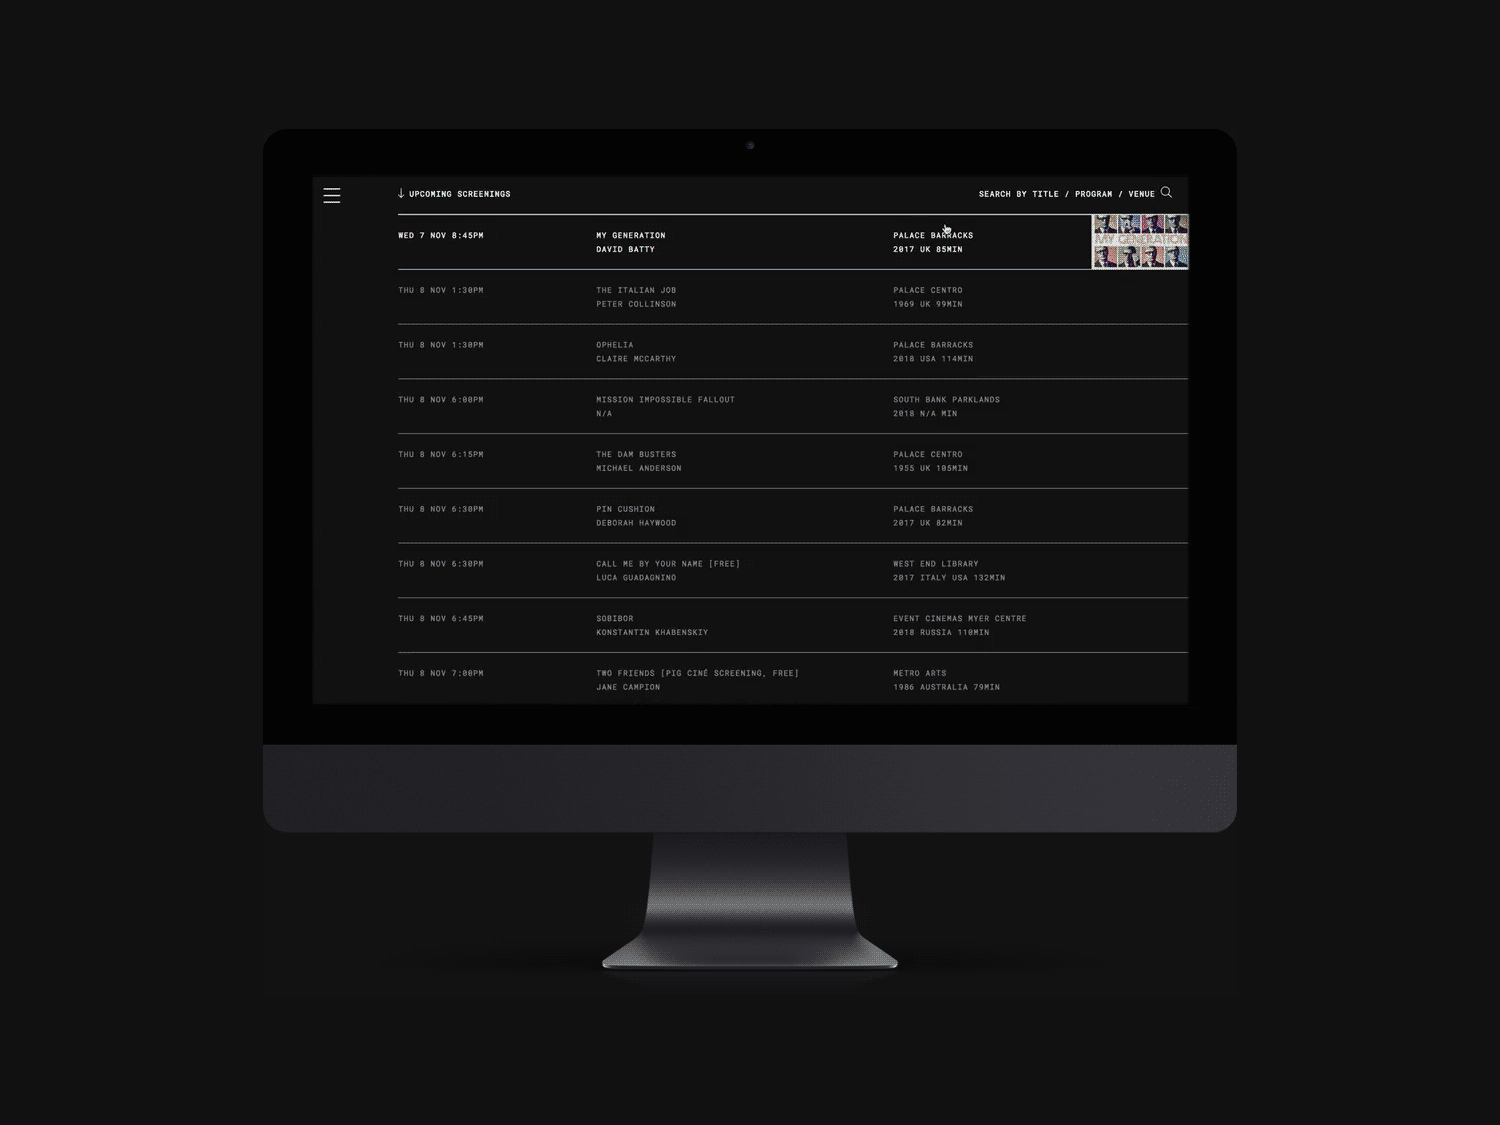 ↓ UPCOMING SCREENINGS
SEARCH BY TITLE / PROGRAM / VENUE
WED 7 NOV 8:45PM
MY GENERATION
DAVID BATTY
PALACE BARRACKS
2017 UK 85MIN
MY GENERATION
THU 8 NOV 1:30PM
THE ITALIAN JOB
PETER COLLINSON
PALACE CENTRO
1969 UK 99MIN
THU 8 NOV 1:30PM
OPHELIA
CLAIRE MCCARTHY
PALACE BARRACKS
2018 USA 114MIN
THU 8 NOV 6:00PM
MISSION IMPOSSIBLE FALLOUT
N/A
SOUTH BANK PARKLANDS
2018 N/A MIN
THU 8 NOV 6:15PM
THE DAM BUSTERS
MICHAEL ANDERSON
PALACE CENTRO
1955 UK 105MIN
THU 8 NOV 6:30PM
PIN CUSHION
DEBORAH HAYWOOD
PALACE BARRACKS
2017 UK 82MIN
THU 8 NOV 6:30PM
CALL ME BY YOUR NAME [FREE]
LUCA GUADAGNINO
WEST END LIBRARY
2017 ITALY USA 132MIN
THU 8 NOV 6:45PM
SOBIBOR
KONSTANTIN KHABENSKIY
EVENT CINEMAS MYER CENTRE
2018 RUSSIA 110MIN
THU 8 NOV 7:00PM
TWO FRIENDS [PIG CINÉ SCREENING, FREE]
JANE CAMPION
METRO ARTS
1986 AUSTRALIA 79MIN